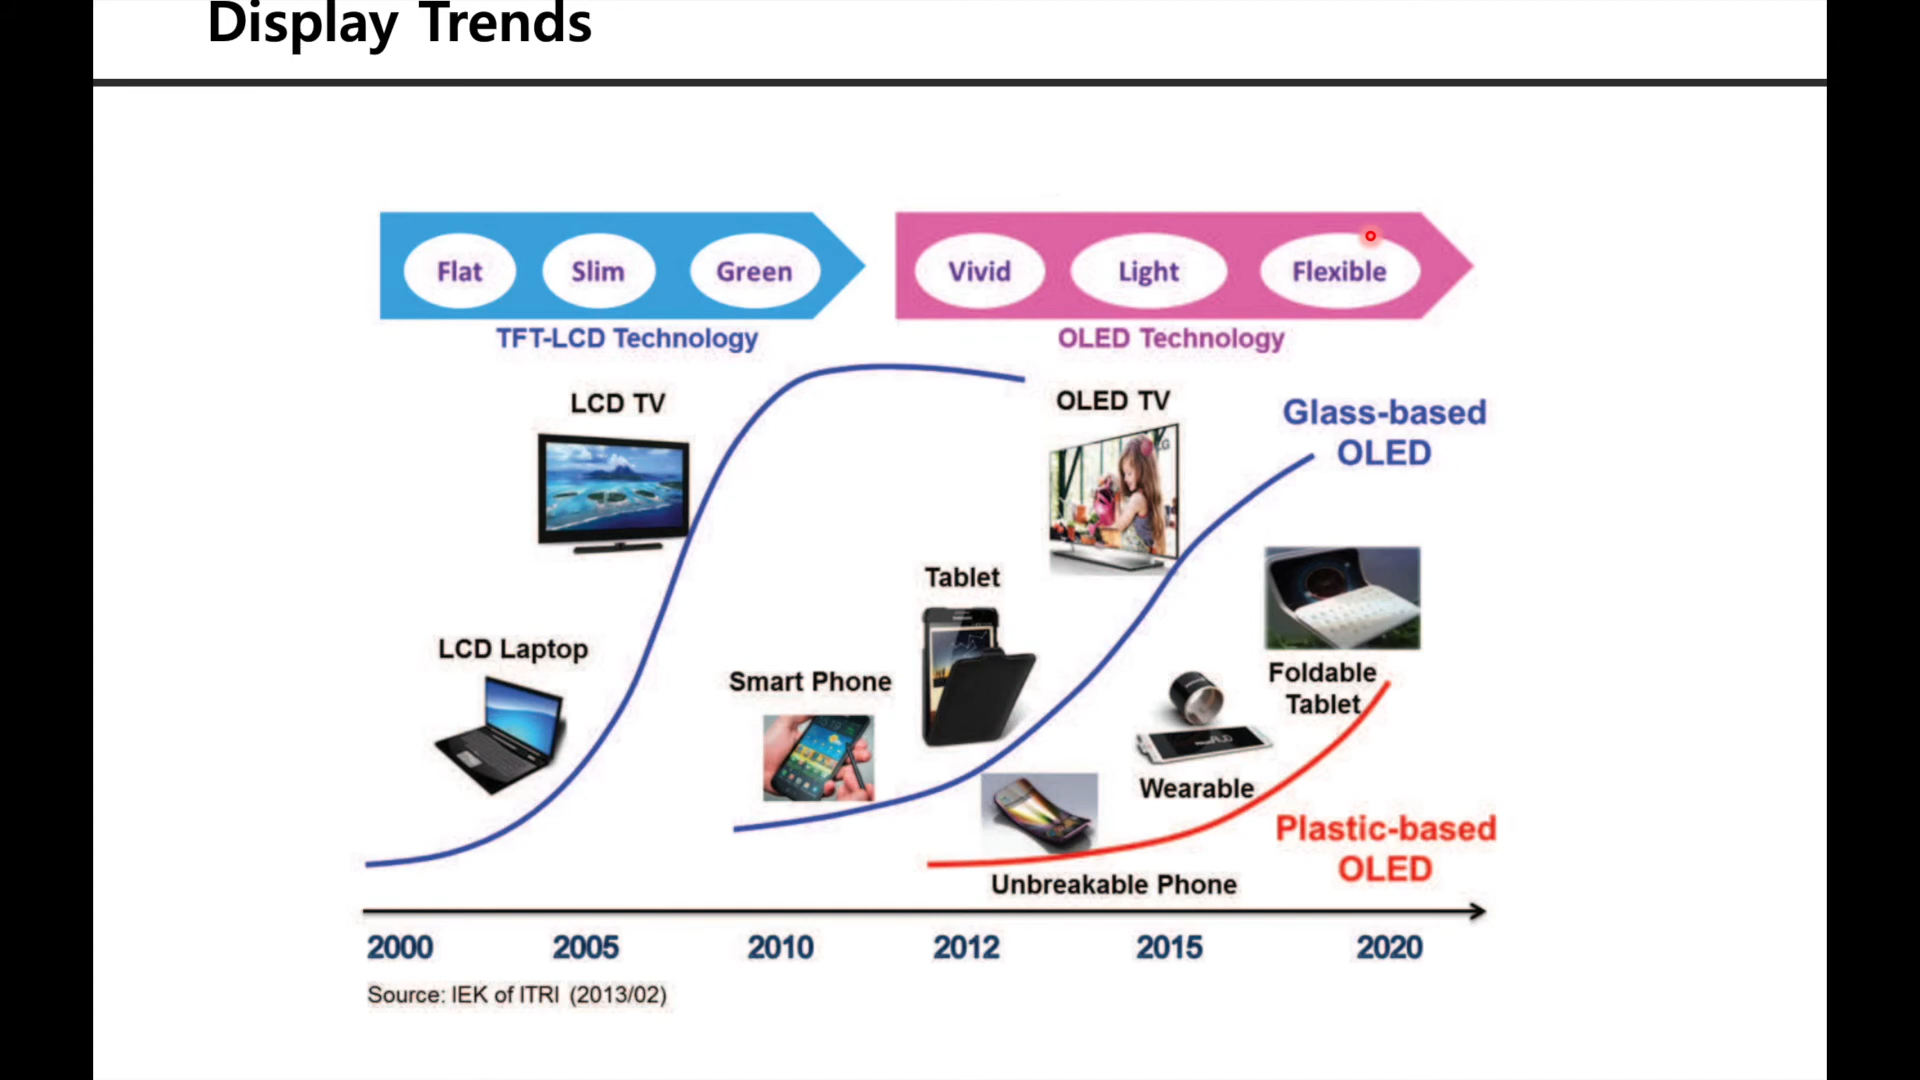 Display Trends
Flat
Slim
Green
Vivid
Light
Flexible
TFT-LCD Technology
OLED Technology
LCD TV
OLED TV
Glass-based
OLED
Tablet
LCD Laptop
Smart Phone
Foldable
Tablet
Wearable
Plastic-based
OLED
Unbreakable Phone
2000
2005
2010
2012
2015
2020
Source: IEK of ITRI (2013/02)